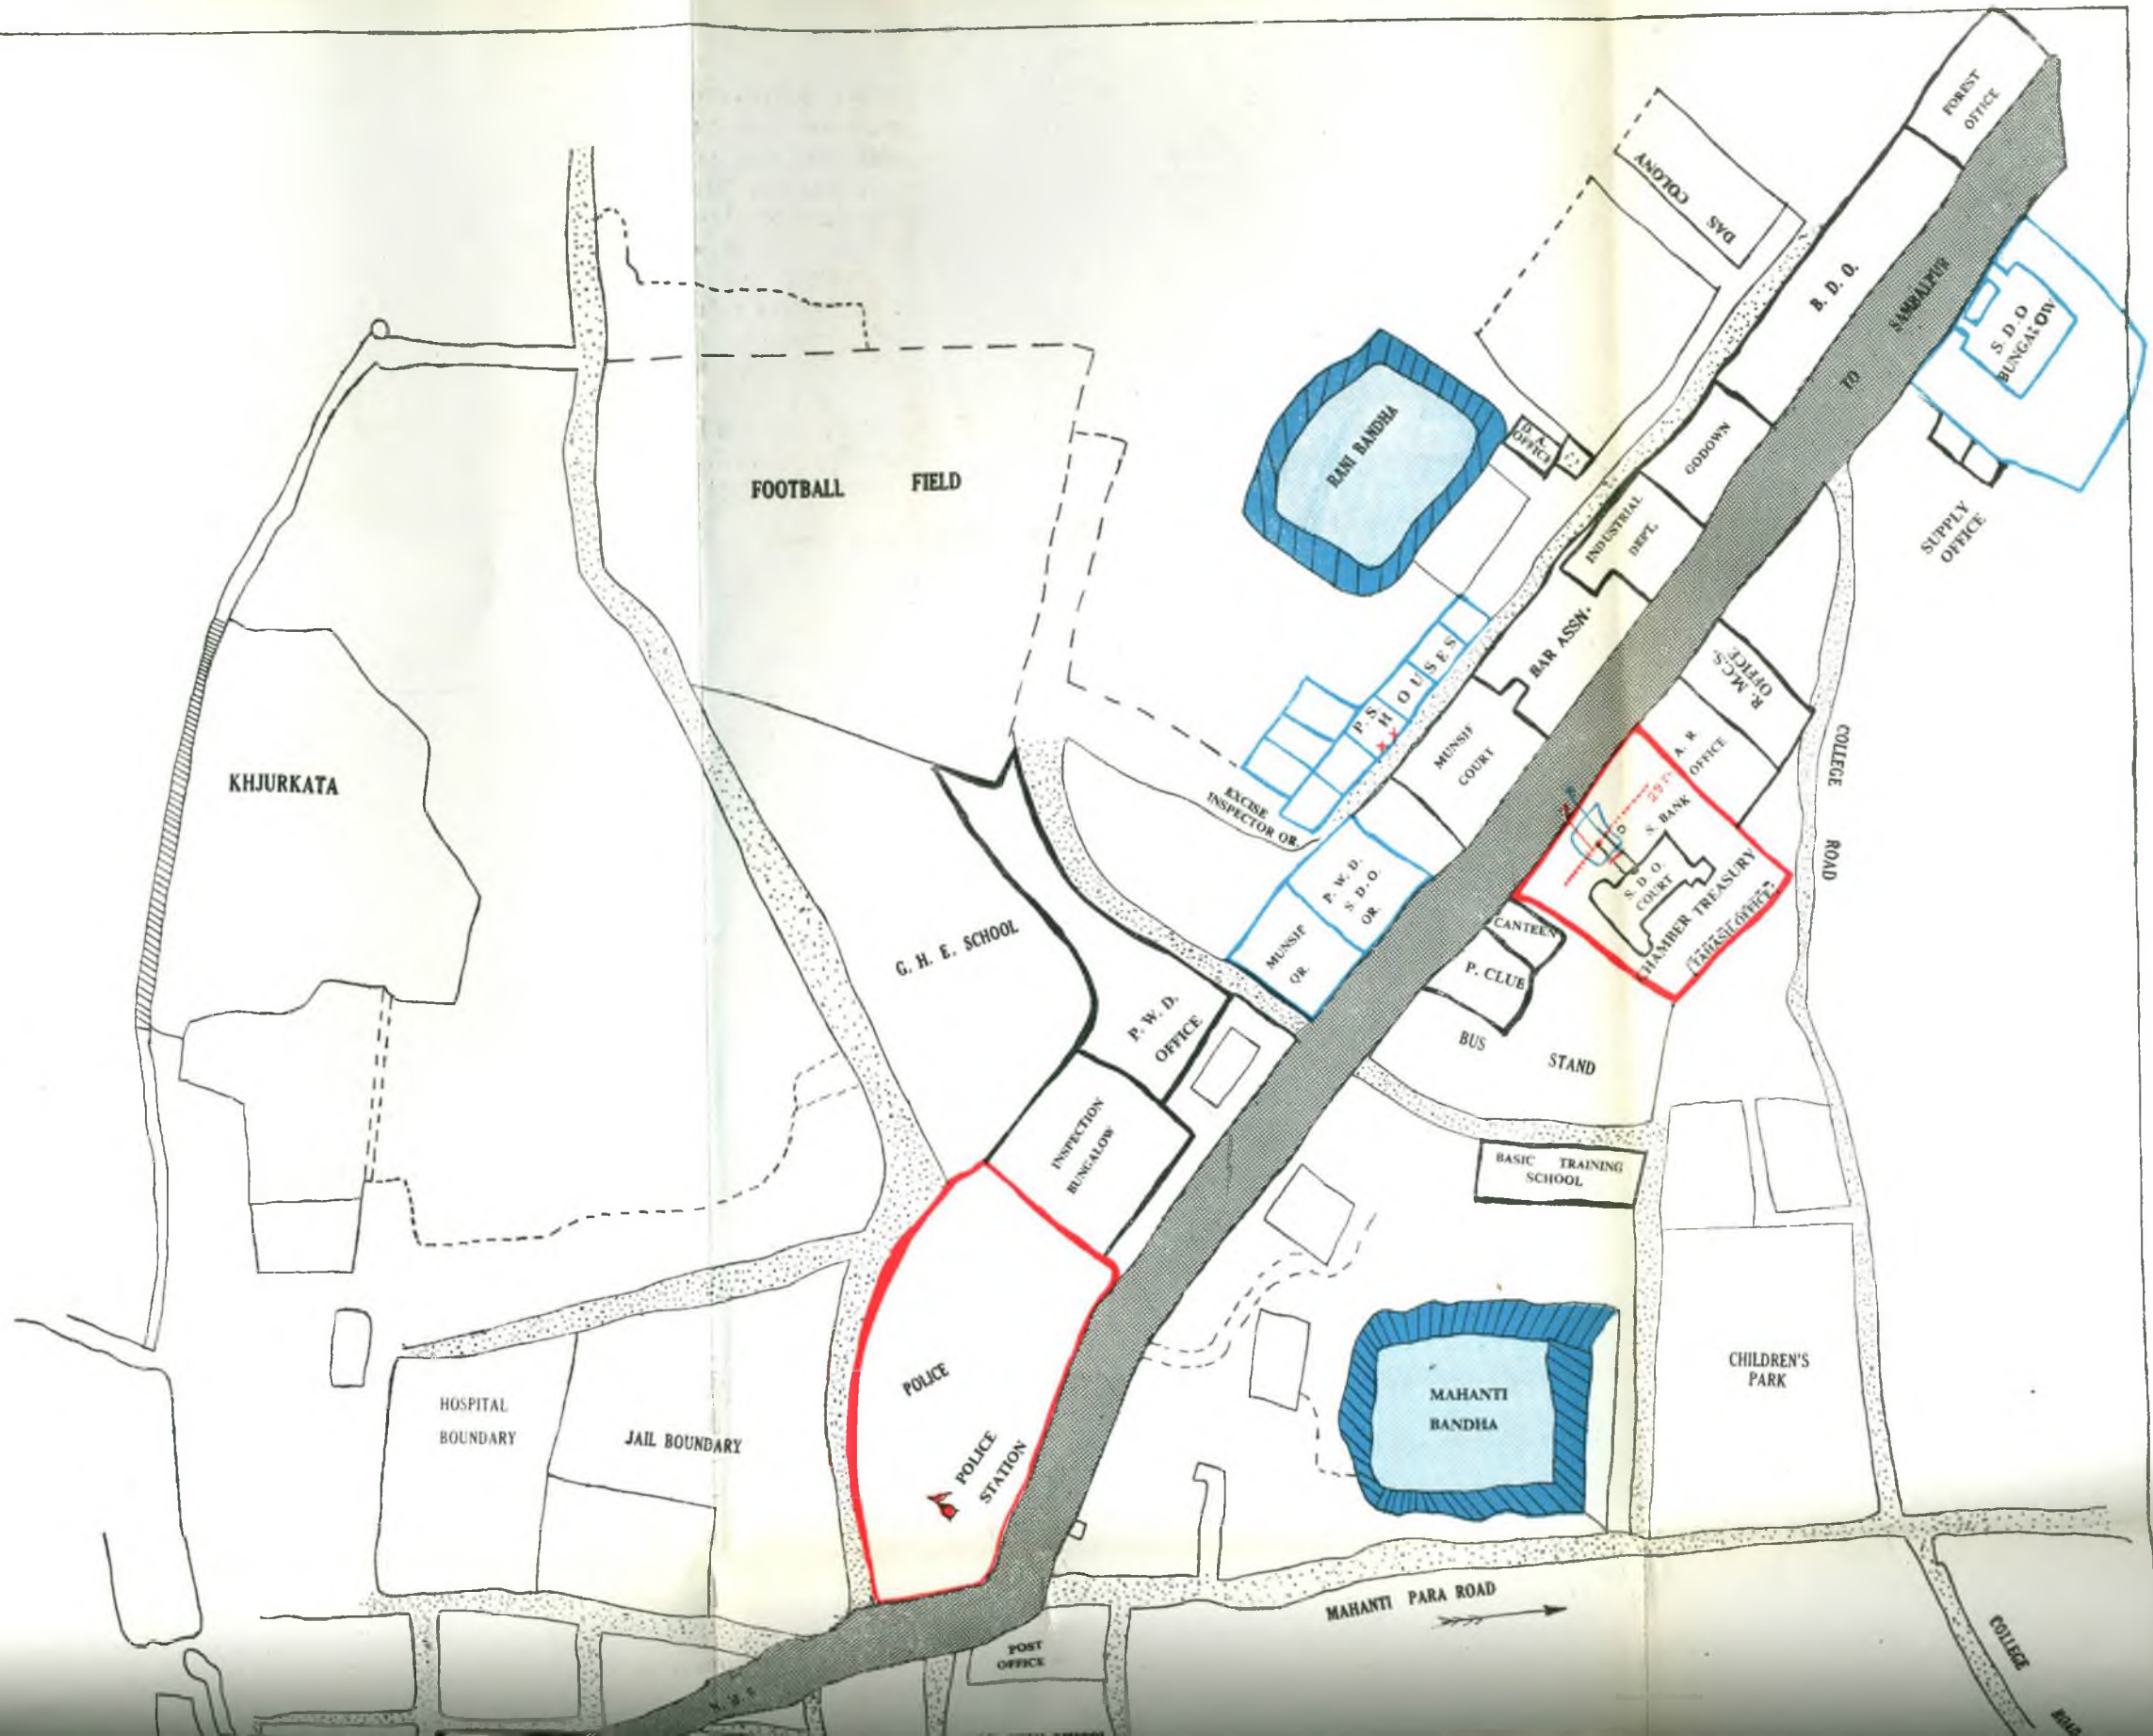 FOREST
OFFICE
DAS COLONY
B. D. O.
TO SAMBALPUR
S. D. O
BUNGALOW
RANI BANDHA
D. A.
OFFICE
GODOWN
FOOTBALL FIELD
INDUSTRIAL
DEPT.
SUPPLY
OFFICE
BAR ASSN.
P. S.
HOUSES
R. M.C.S.
OFFICE
MUNSIF
COURT
A. R
OFFICE
COLLEGE ROAD
KHJURKATA
EXCISE
INSPECTOR QR.
S. BANK
P. W. D.
S. D. O.
QR.
S. D. O.
COURT
CHAMBER TREASURY
CANTEEN
G. H. E. SCHOOL
MUNSIF
QR.
P. CLUB
P. W. D.
OFFICE
BUS STAND
INSPECTION
BUNGALOW
BASIC TRAINING
SCHOOL
POLICE
CHILDREN'S
PARK
HOSPITAL
BOUNDARY
JAIL BOUNDARY
MAHANTI
BANDHA
POLICE
STATION
MAHANTI PARA ROAD
POST
OFFICE
COLLEGE
ROAD